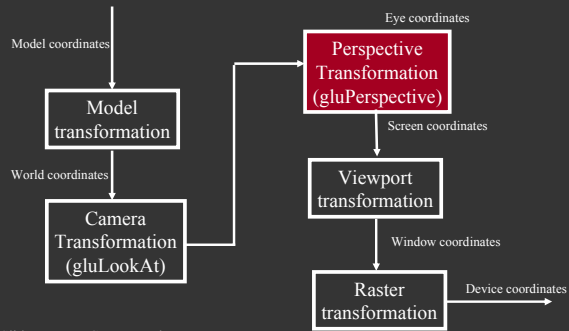 Model coordinates
Model
transformation
World coordinates
Camera
Transformation
(gluLookAt)
Eye coordinates
Perspective
Transformation
(gluPerspective)
Screen coordinates
Viewport
transformation
Window coordinates
Raster
transformation
Device coordinates